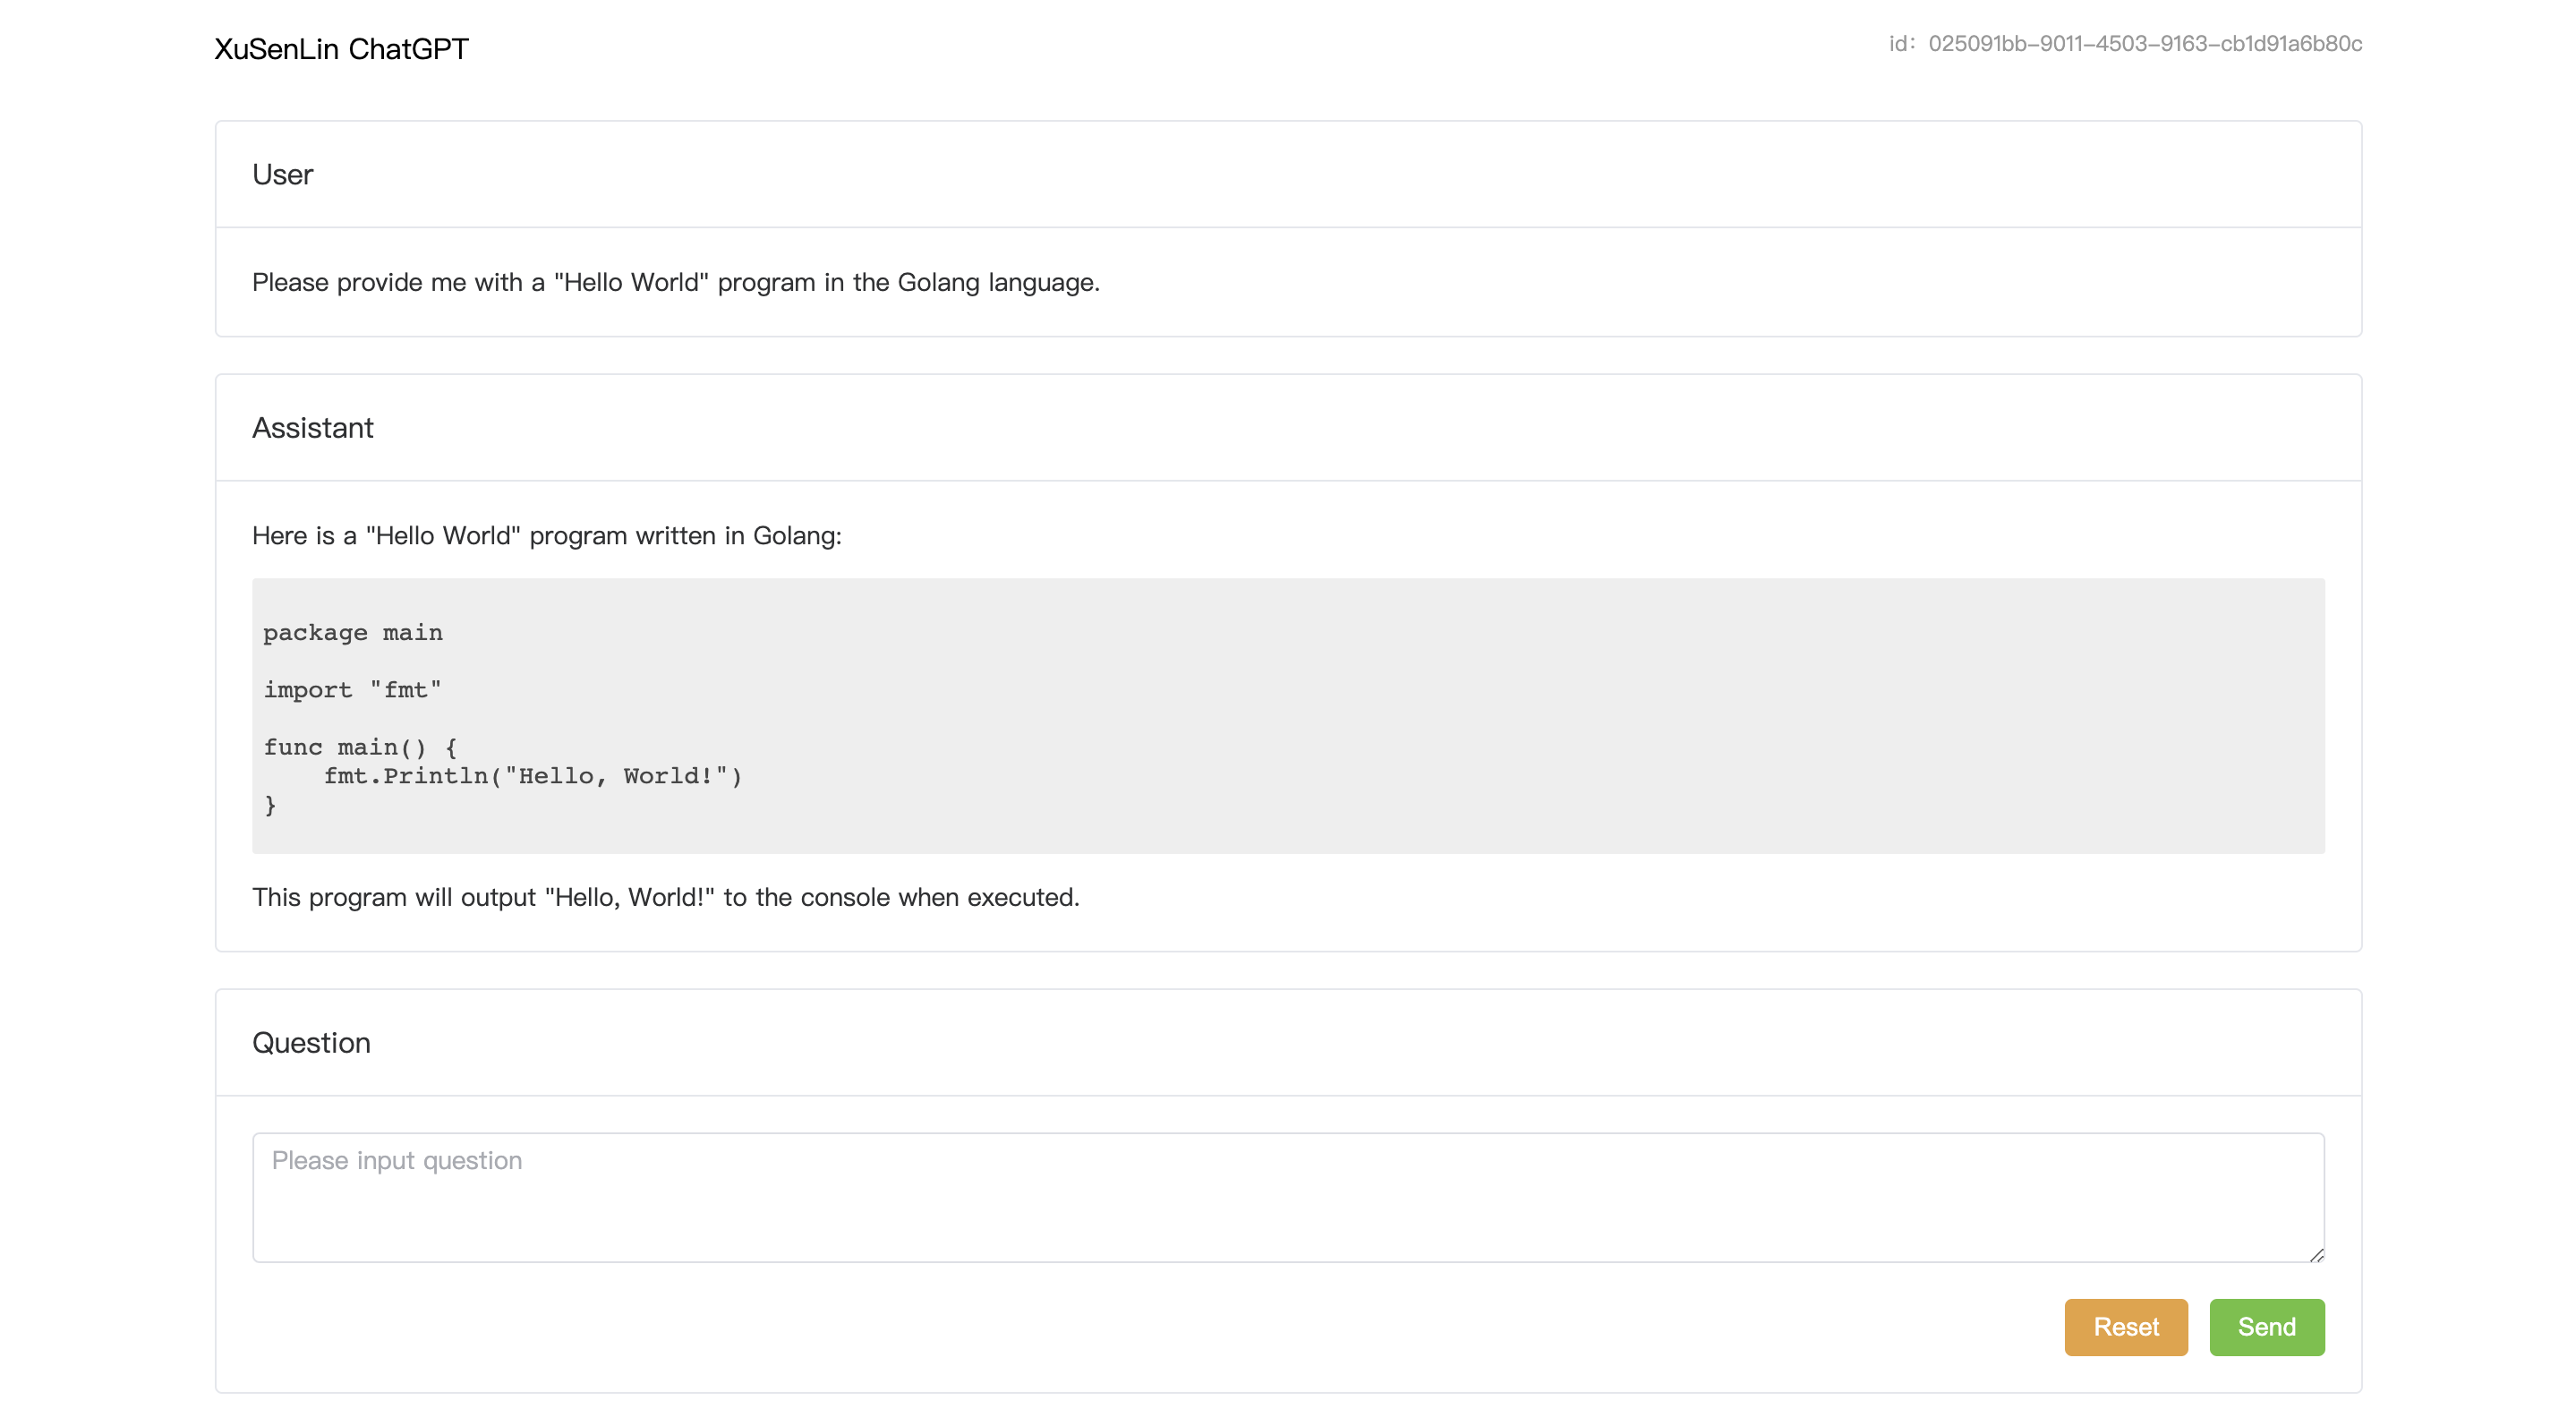 XuSenLin ChatGPT
id：025091bb-9011-4503-9163-cb1d91a6b80c
User
Please provide me with a "Hello World" program in the Golang language.
Assistant
Here is a "Hello World" program written in Golang:
package main
import "fmt"
func main() {
    fmt.Println("Hello, World!")
}
This program will output "Hello, World!" to the console when executed.
Question
Please input question
Reset
Send